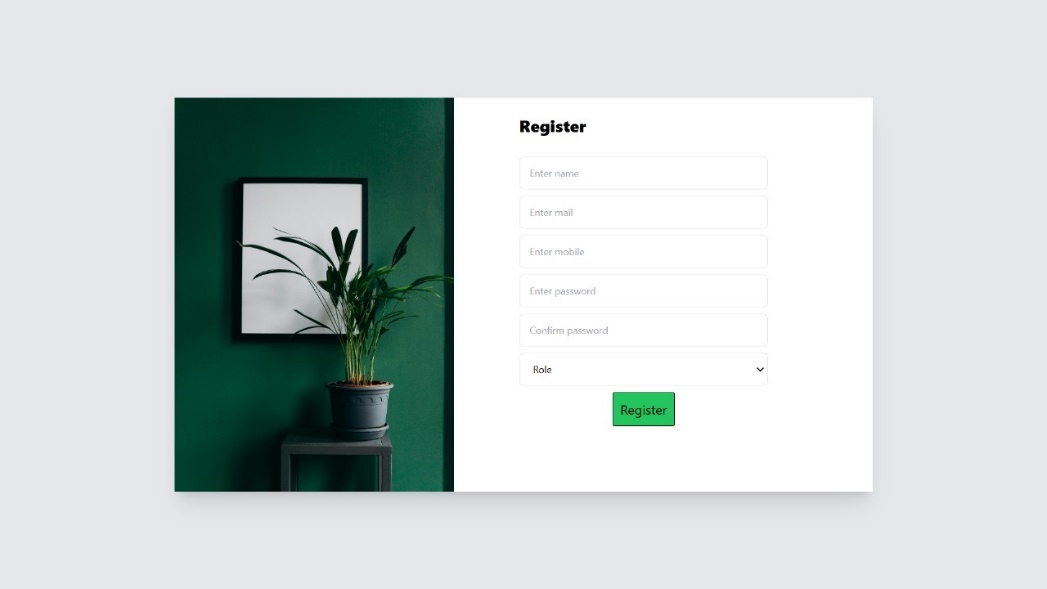 Register
Enter name
Enter mail
Enter mobile
Enter password
Confirm password
Role
Register